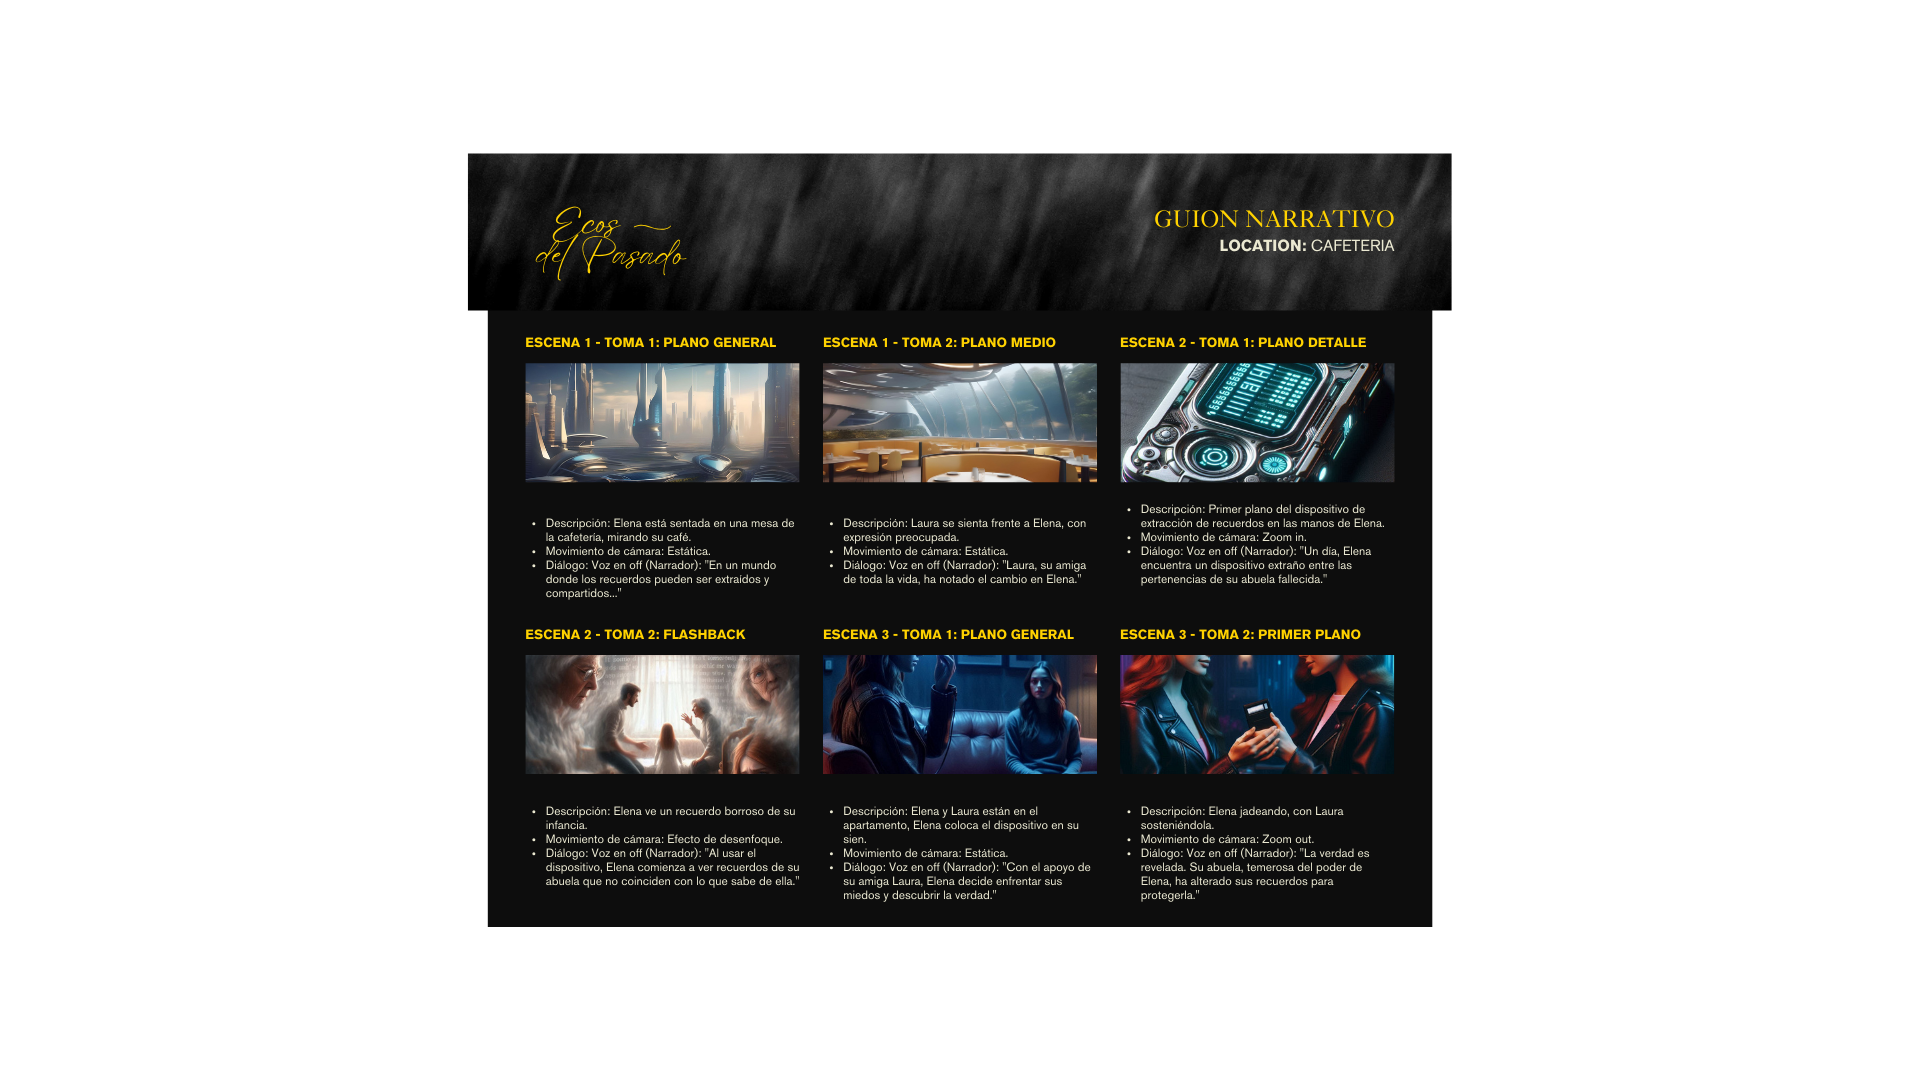 Ecos
del Pasado
GUION NARRATIVO
LOCATION: CAFETERIA
ESCENA 1 - TOMA 1: PLANO GENERAL
• Descripción: Elena está sentada en una mesa de
la cafetería, mirando su café.
• Movimiento de cámara: Estática.
• Diálogo: Voz en off (Narrador): "En un mundo
donde los recuerdos pueden ser extraídos y
compartidos..."
ESCENA 1 - TOMA 2: PLANO MEDIO
• Descripción: Laura se sienta frente a Elena, con
expresión preocupada.
• Movimiento de cámara: Estática.
• Diálogo: Voz en off (Narrador): "Laura, su amiga
de toda la vida, ha notado el cambio en Elena."
ESCENA 2 - TOMA 1: PLANO DETALLE
• Descripción: Primer plano del dispositivo de
extracción de recuerdos en las manos de Elena.
• Movimiento de cámara: Zoom in.
• Diálogo: Voz en off (Narrador): "Un día, Elena
encuentra un dispositivo extraño entre las
pertenencias de su abuela fallecida."
ESCENA 2 - TOMA 2: FLASHBACK
• Descripción: Elena ve un recuerdo borroso de su
infancia.
• Movimiento de cámara: Efecto de desenfoque.
• Diálogo: Voz en off (Narrador): "Al usar el
dispositivo, Elena comienza a ver recuerdos de su
abuela que no coinciden con lo que sabe de ella."
ESCENA 3 - TOMA 1: PLANO GENERAL
• Descripción: Elena y Laura están en el
apartamento, Elena coloca el dispositivo en su
sien.
• Movimiento de cámara: Estática.
• Diálogo: Voz en off (Narrador): "Con el apoyo de
su amiga Laura, Elena decide enfrentar sus
miedos y descubrir la verdad."
ESCENA 3 - TOMA 2: PRIMER PLANO
• Descripción: Elena jadeando, con Laura
sosteniéndola.
• Movimiento de cámara: Zoom out.
• Diálogo: Voz en off (Narrador): "La verdad es
revelada. Su abuela, temerosa del poder de
Elena, ha alterado sus recuerdos para
protegerla."